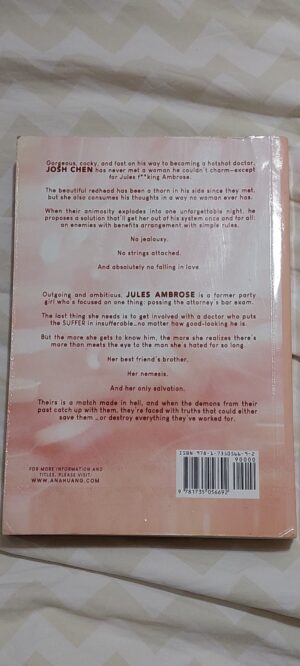 Gorgeous, cocky, and fast on his way to becoming a hotshot doctor,
JOSH CHEN has never met a woman he couldn't charm—except
for Jules f**king Ambrose.
The beautiful redhead has been a thorn in his side since they met,
but she also consumes his thoughts in a way no woman ever has.
When their animosity explodes into one unforgettable night, he
proposes a solution that'll get her out of his system once and for all:
an enemies with benefits arrangement with simple rules.
No jealousy.
No strings attached.
And absolutely no falling in love.
Outgoing and ambitious, JULES AMBROSE is a former party
girl who's focused on one thing: passing the attorney's bar exam.
The last thing she needs is to get involved with a doctor who puts
the SUFFER in insufferable...no matter how good-looking he is.
But the more she gets to know him, the more she realizes there's
more than meets the eye to the man she's hated for so long.
Her best friend's brother.
Her nemesis.
And her only salvation.
Theirs is a match made in hell, and when the demons from their
past catch up with them, they're faced with truths that could either
save them ...or destroy everything they've worked for.
FOR MORE INFORMATION AND
TITLES, PLEASE VISIT
WWW.ANAHUANG.COM
ISBN 978-1-7350566-9-2
90000
9 781735 056692